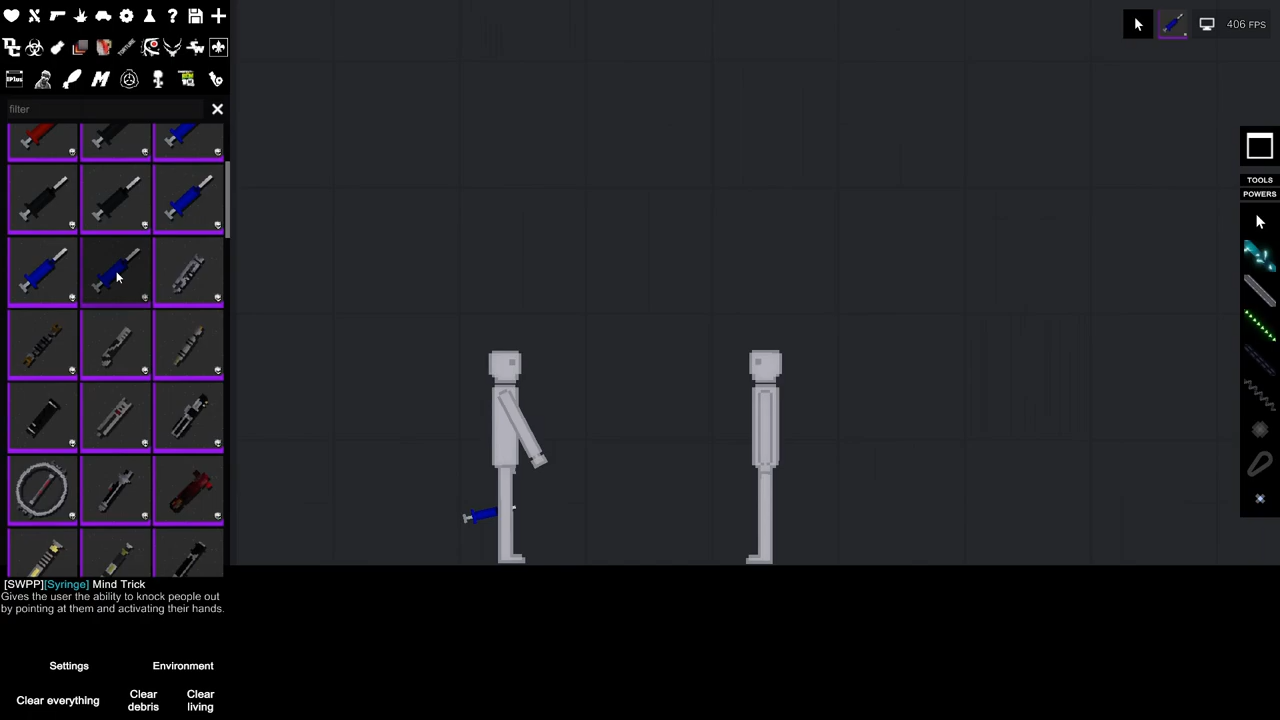 406 FPS
filter
TOOLS
POWERS
[SWPP][Syringe] Mind Trick
Gives the user the ability to knock people out
by pointing at them and activating their hands.
Settings
Environment
Clear everything
Clear
debris
Clear
living